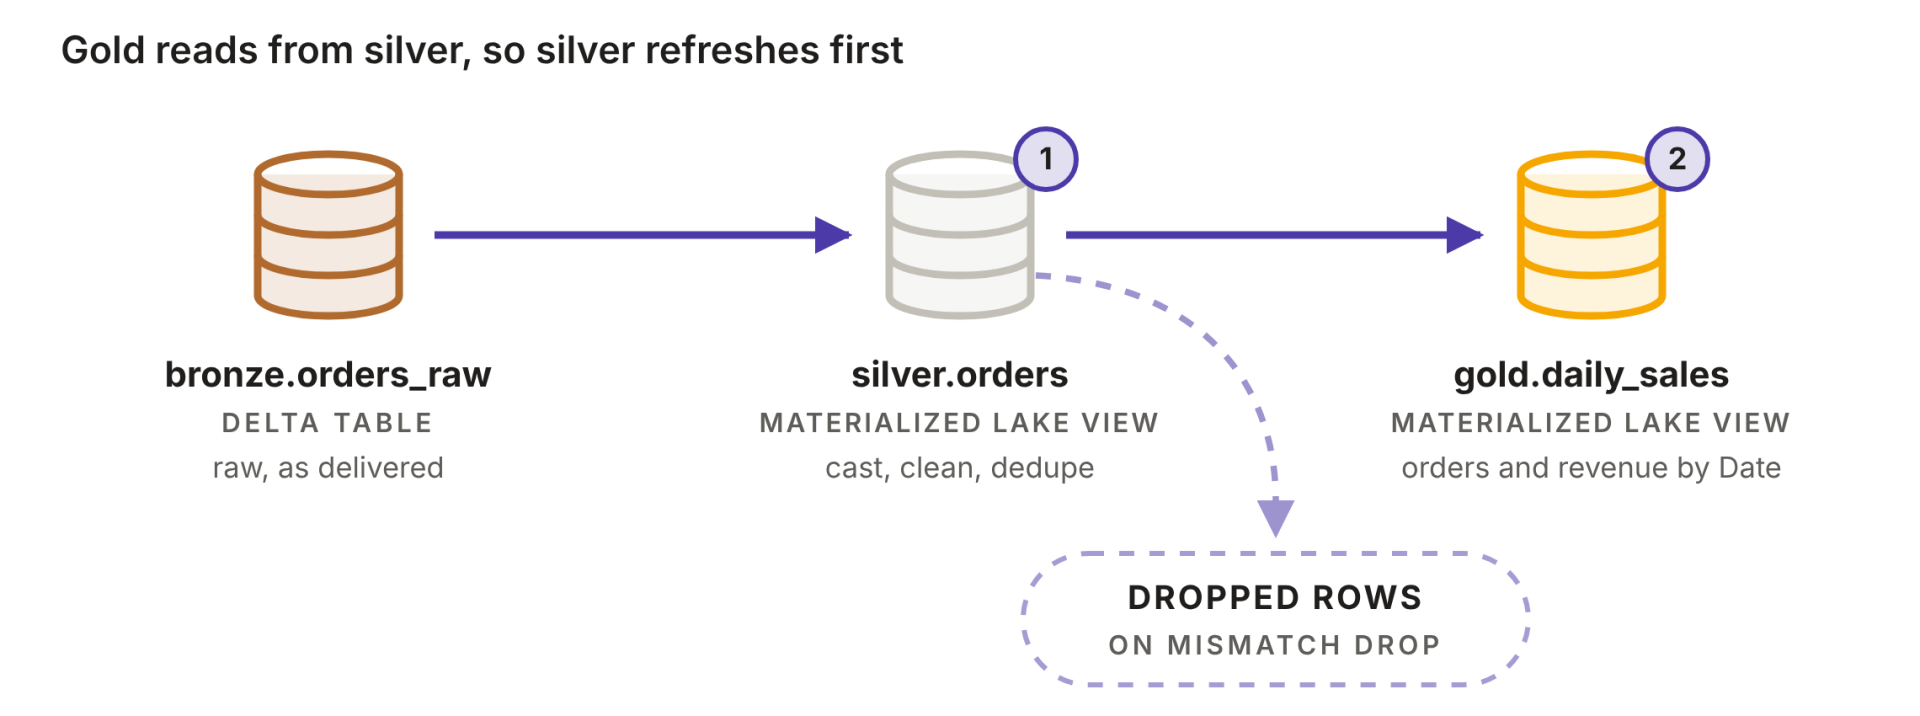 Gold reads from silver, so silver refreshes first
1
2
bronze.orders_raw
DELTA TABLE
raw, as delivered
silver.orders
MATERIALIZED LAKE VIEW
cast, clean, dedupe
gold.daily_sales
MATERIALIZED LAKE VIEW
orders and revenue by Date
DROPPED ROWS
ON MISMATCH DROP